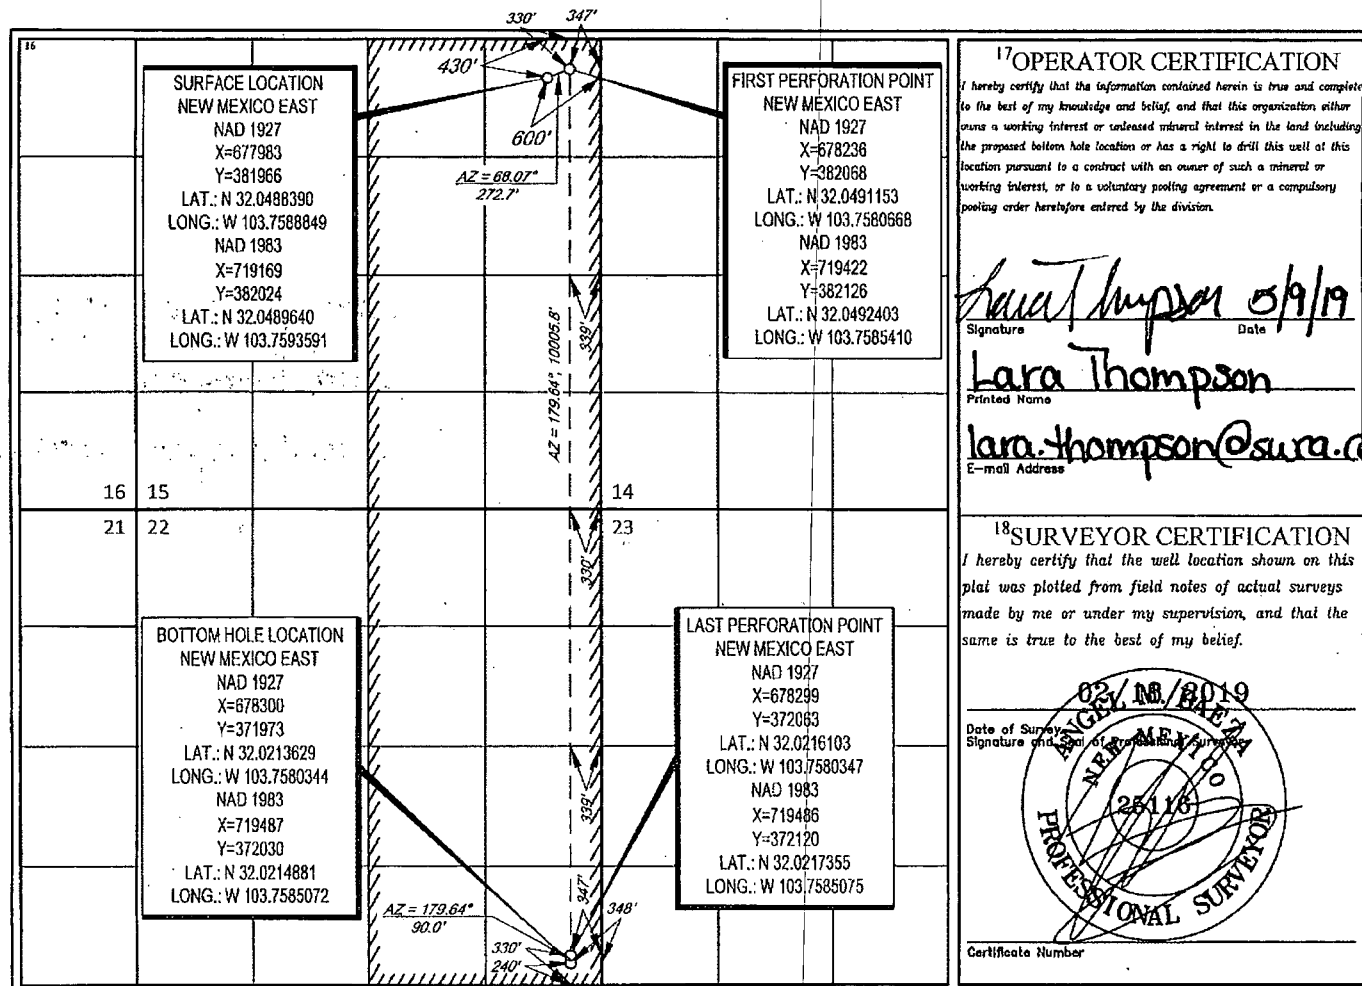 16
330'
347'
430'
600'
SURFACE LOCATION
NEW MEXICO EAST
NAD 1927
X=677983
Y=381966
LAT.: N 32.0488390
LONG.: W 103.7588849
NAD 1983
X=719169
Y=382024
LAT.: N 32.0489640
LONG.: W 103.7593591
AZ = 68.07°
272.7'
FIRST PERFORATION POINT
NEW MEXICO EAST
NAD 1927
X=678236
Y=382068
LAT.: N 32.0491153
LONG.: W 103.7580668
NAD 1983
X=719422
Y=382126
LAT.: N 32.0492403
LONG.: W 103.7585410
339'
AZ = 179.64°, 10005.8'
16 15 14
21 22 23
330'
BOTTOM HOLE LOCATION
NEW MEXICO EAST
NAD 1927
X=678300
Y=371973
LAT.: N 32.0213629
LONG.: W 103.7580344
NAD 1983
X=719487
Y=372030
LAT.: N 32.0214881
LONG.: W 103.7585072
LAST PERFORATION POINT
NEW MEXICO EAST
NAD 1927
X=678299
Y=372063
LAT.: N 32.0216103
LONG.: W 103.7580347
NAD 1983
X=719486
Y=372120
LAT.: N 32.0217355
LONG.: W 103.7585075
339'
347'
348'
AZ = 179.64°
90.0'
330'
240'
17 OPERATOR CERTIFICATION
I hereby certify that the information contained herein is true and complete
to the best of my knowledge and belief, and that this organization either
owns a working interest or unleased mineral interest in the land including
the proposed bottom hole location or has a right to drill this well at this
location pursuant to a contract with an owner of such a mineral or
working interest, or to a voluntary pooling agreement or a compulsory
pooling order heretofore entered by the division.
Lara Thompson 5/9/19
Signature Date
Lara Thompson
Printed Name
lara.thompson@swca.c
E-mail Address
18 SURVEYOR CERTIFICATION
I hereby certify that the well location shown on this
plat was plotted from field notes of actual surveys
made by me or under my supervision, and that the
same is true to the best of my belief.
2019
Date of Survey
Signature and Seal of Professional Surveyor
ANGEL M. BAEZA
NEW MEXICO
25116
PROFESSIONAL SURVEYOR
Certificate Number